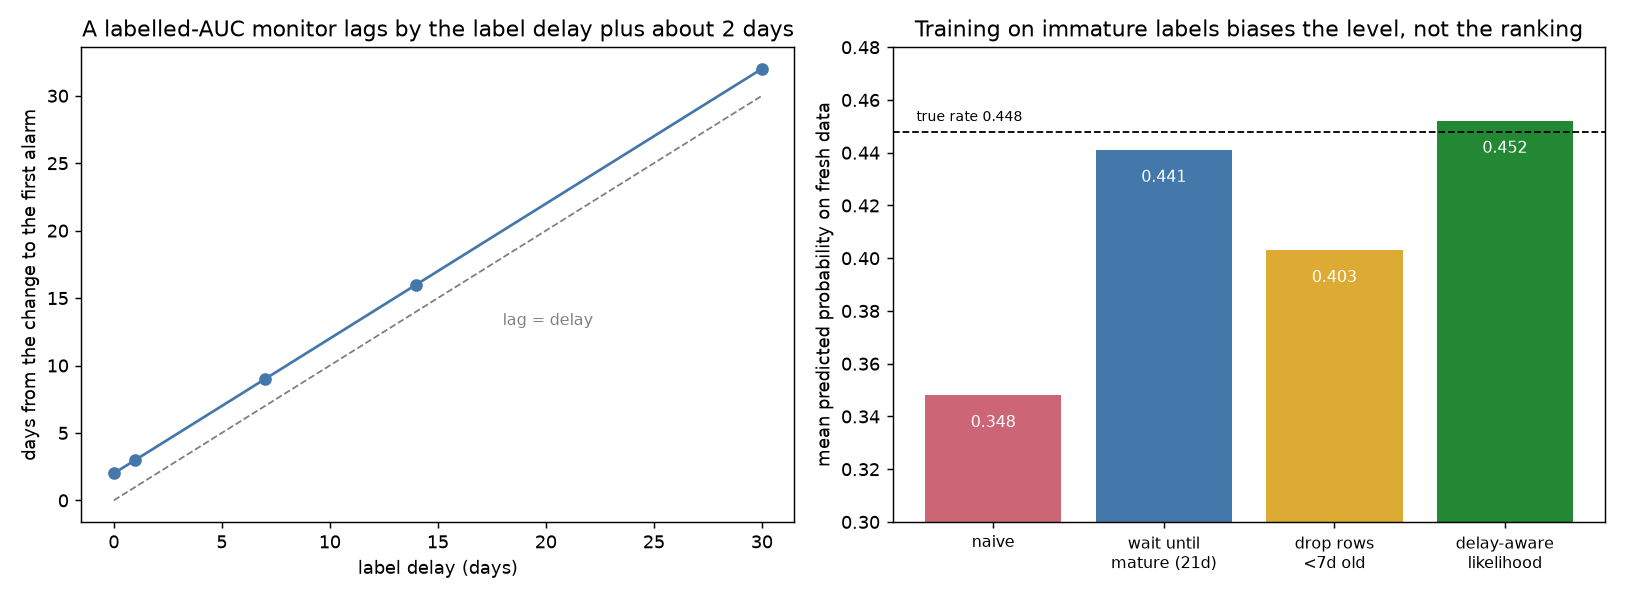 A labelled-AUC monitor lags by the label delay plus about 2 days
days from the change to the first alarm
30
25
20
15
10
5
0
lag = delay
0 5 10 15 20 25 30
label delay (days)
Training on immature labels biases the level, not the ranking
mean predicted probability on fresh data
0.48
0.46
0.44
0.42
0.40
0.38
0.36
0.34
0.32
0.30
true rate 0.448
0.348
0.441
0.403
0.452
naive
wait until
mature (21d)
drop rows
<7d old
delay-aware
likelihood